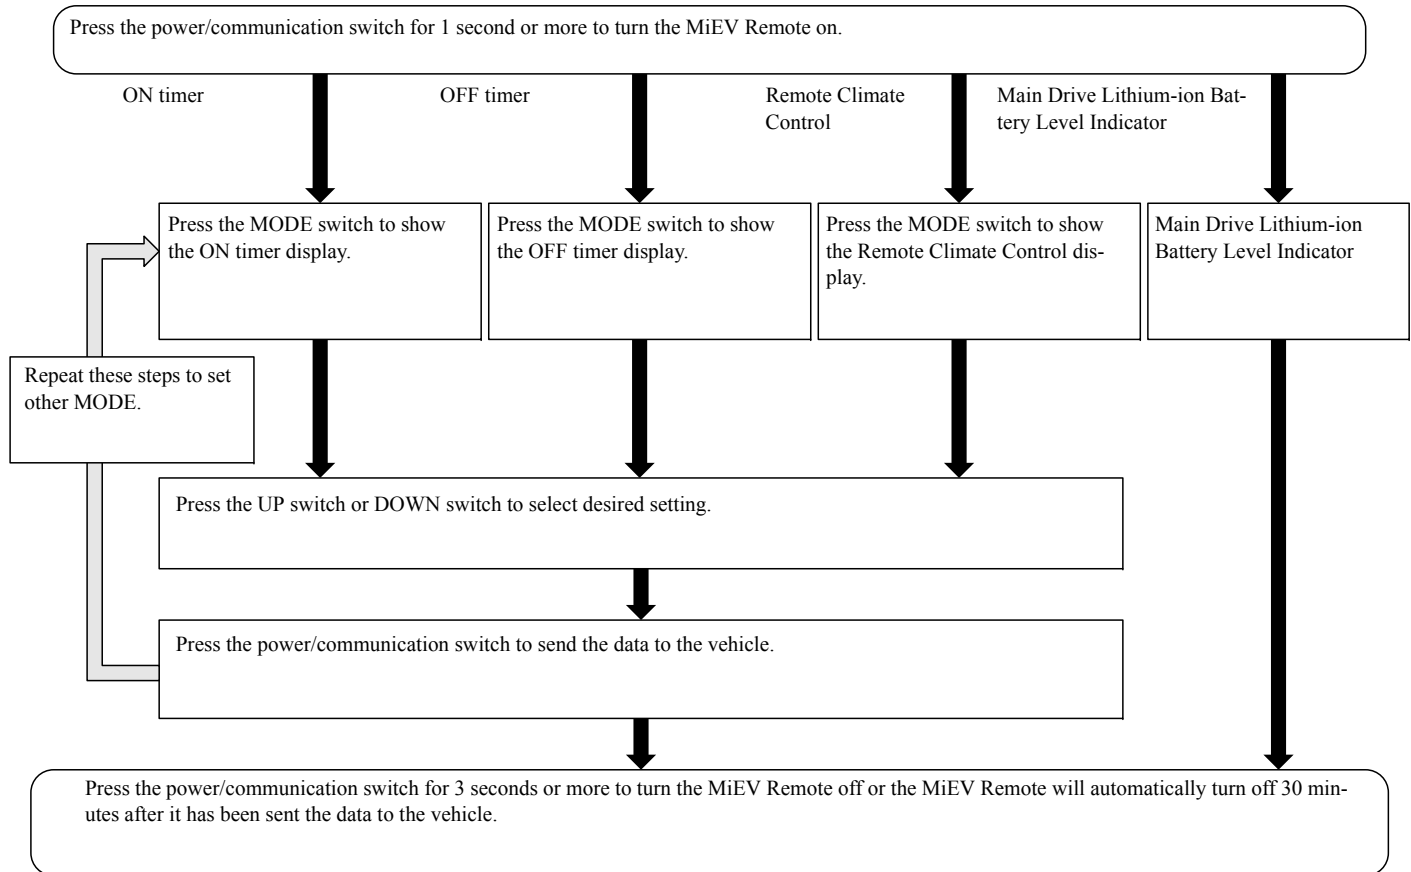 Press the power/communication switch for 1 second or more to turn the MiEV Remote on.
ON timer
OFF timer
Remote Climate
Control
Main Drive Lithium-ion Bat-
tery Level Indicator
Press the MODE switch to show
the ON timer display.
Press the MODE switch to show
the OFF timer display.
Press the MODE switch to show
the Remote Climate Control dis-
play.
Main Drive Lithium-ion
Battery Level Indicator
Repeat these steps to set
other MODE.
Press the UP switch or DOWN switch to select desired setting.
Press the power/communication switch to send the data to the vehicle.
Press the power/communication switch for 3 seconds or more to turn the MiEV Remote off or the MiEV Remote will automatically turn off 30 min-
utes after it has been sent the data to the vehicle.